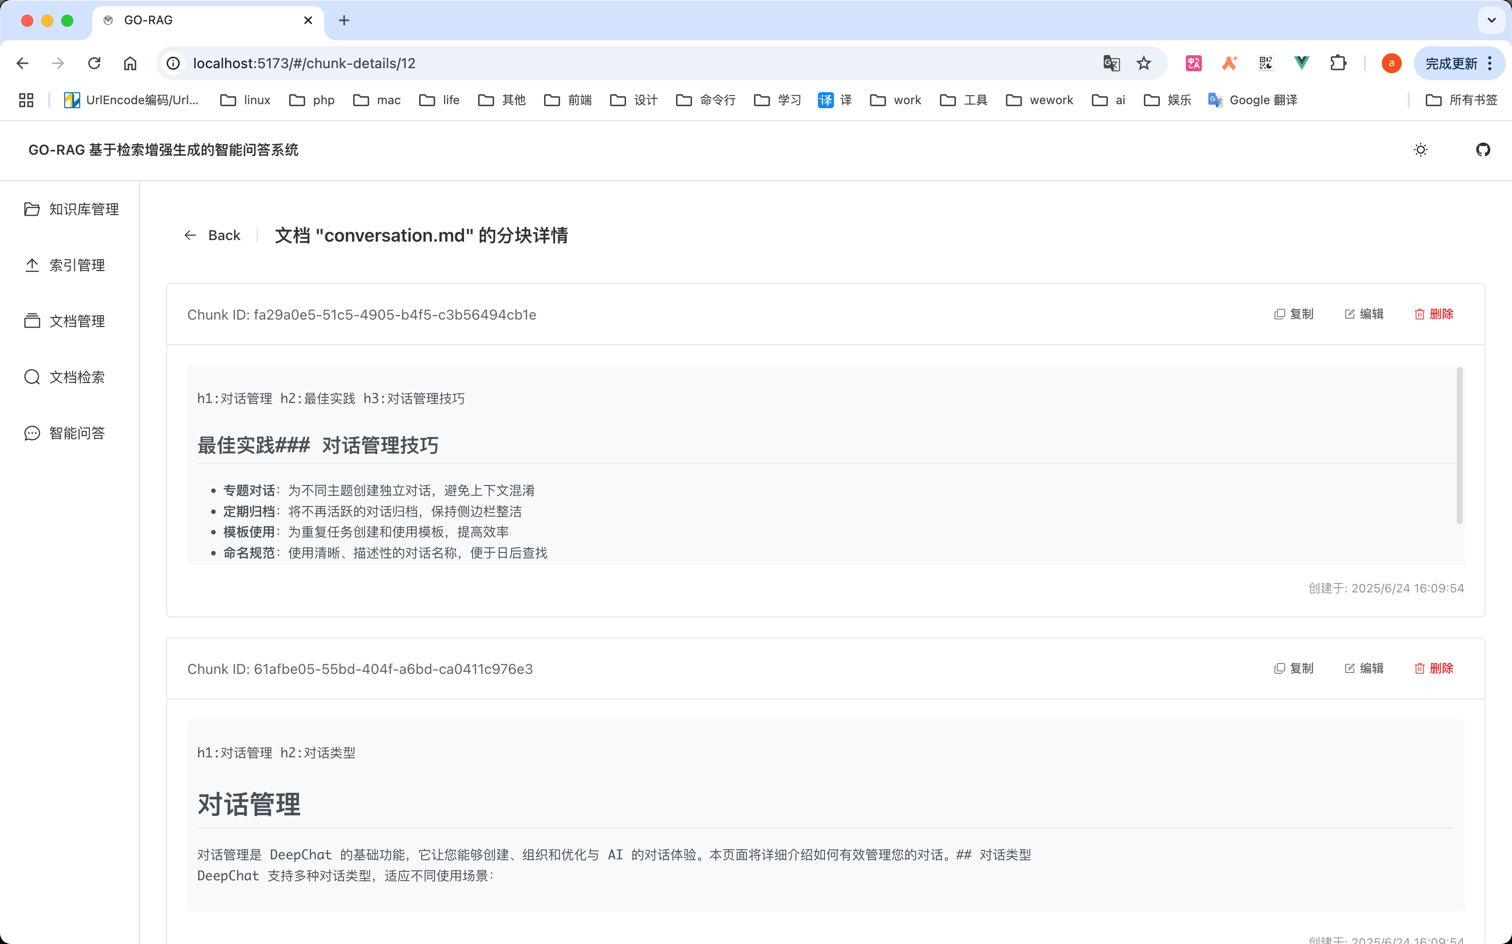 GO-RAG
localhost:5173/#/chunk-details/12
a
完成更新
UrlEncode编码/Url...
linux
php
mac
life
其他
前端
设计
命令行
学习
译 译
work
工具
wework
ai
娱乐
Google 翻译
所有书签
GO-RAG 基于检索增强生成的智能问答系统
知识库管理
索引管理
文档管理
文档检索
智能问答
Back
文档 "conversation.md" 的分块详情
Chunk ID: fa29a0e5-51c5-4905-b4f5-c3b56494cb1e
复制
编辑
删除
h1:对话管理 h2:最佳实践 h3:对话管理技巧
最佳实践### 对话管理技巧
• 专题对话：为不同主题创建独立对话，避免上下文混淆
• 定期归档：将不再活跃的对话归档，保持侧边栏整洁
• 模板使用：为重复任务创建和使用模板，提高效率
• 命名规范：使用清晰、描述性的对话名称，便于日后查找
创建于: 2025/6/24 16:09:54
Chunk ID: 61afbe05-55bd-404f-a6bd-ca0411c976e3
复制
编辑
删除
h1:对话管理 h2:对话类型
对话管理
对话管理是 DeepChat 的基础功能，它让您能够创建、组织和优化与 AI 的对话体验。本页面将详细介绍如何有效管理您的对话。## 对话类型
DeepChat 支持多种对话类型，适应不同使用场景：
创建于: 2025/6/24 16:09:54